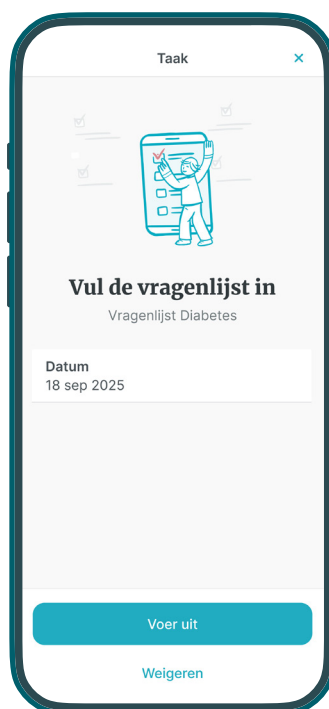 Taak
Vul de vragenlijst in
Vragenlijst Diabetes
Datum
18 sep 2025
Voer uit
Weigeren